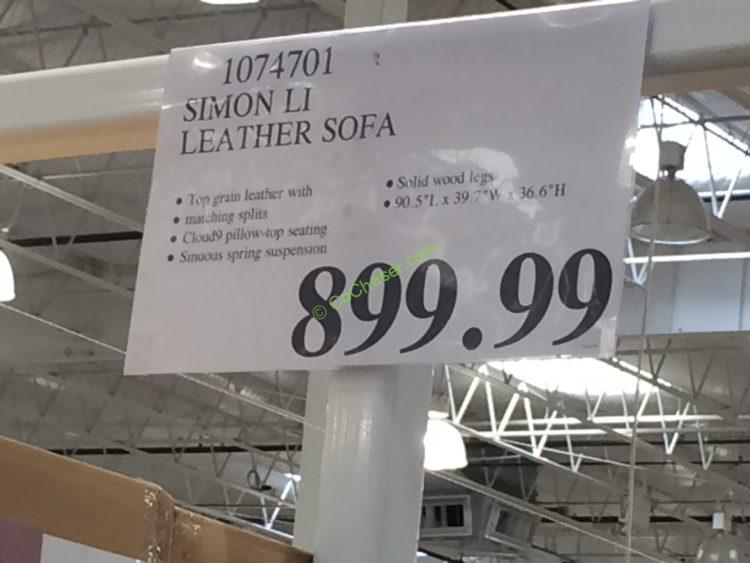 1074701
SIMON LI
LEATHER SOFA
• Top grain leather with
• matching splits
• Cloud9 pillow-top seating
• Sinuous spring suspension
• Solid wood legs
• 90.5"L x 39.7"W x 36.6"H
899.99
© CoChaser.com